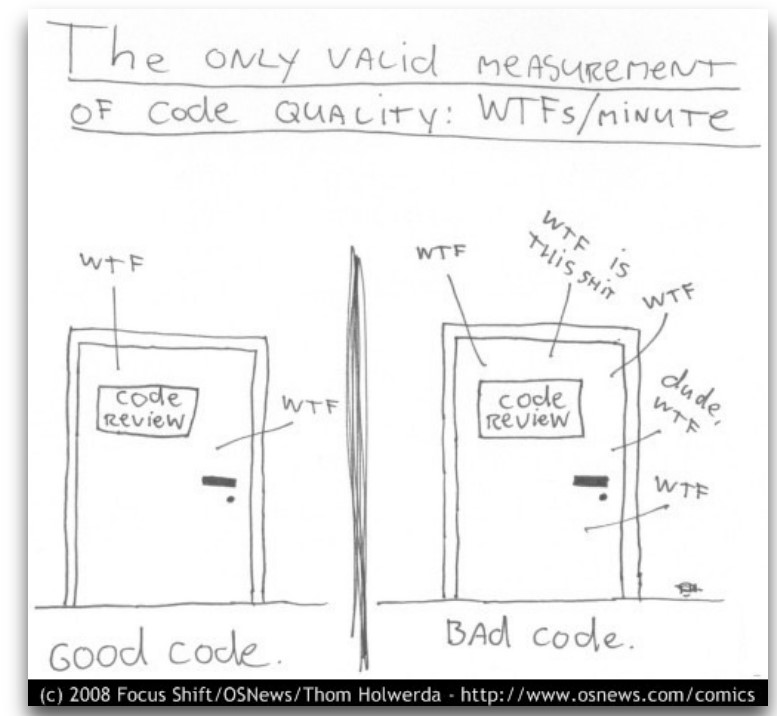 The ONLY VALid MEASUREMENT
OF Code QUALITY: WTFs/MINUTE
WTF
Code
REVIEW
WTF
GOOD code.
WTF
WTF is
THIS SHIT
WTF
code
REVIEW
dude,
WTF
WTF
BAd code.
(c) 2008 Focus Shift/OSNews/Thom Holwerda - http://www.osnews.com/comics